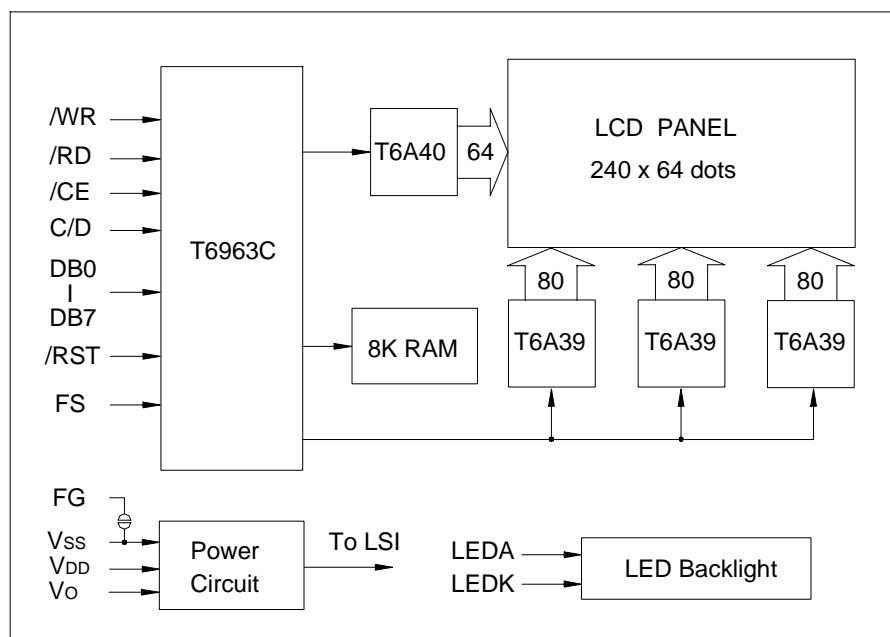 /WR
/RD
/CE
C/D
DB0
|
DB7
/RST
FS
T6963C
T6A40
64
LCD PANEL
240 x 64 dots
80
80
80
T6A39
T6A39
T6A39
8K RAM
FG
VSS
VDD
VO
Power
Circuit
To LSI
LEDA
LEDK
LED Backlight